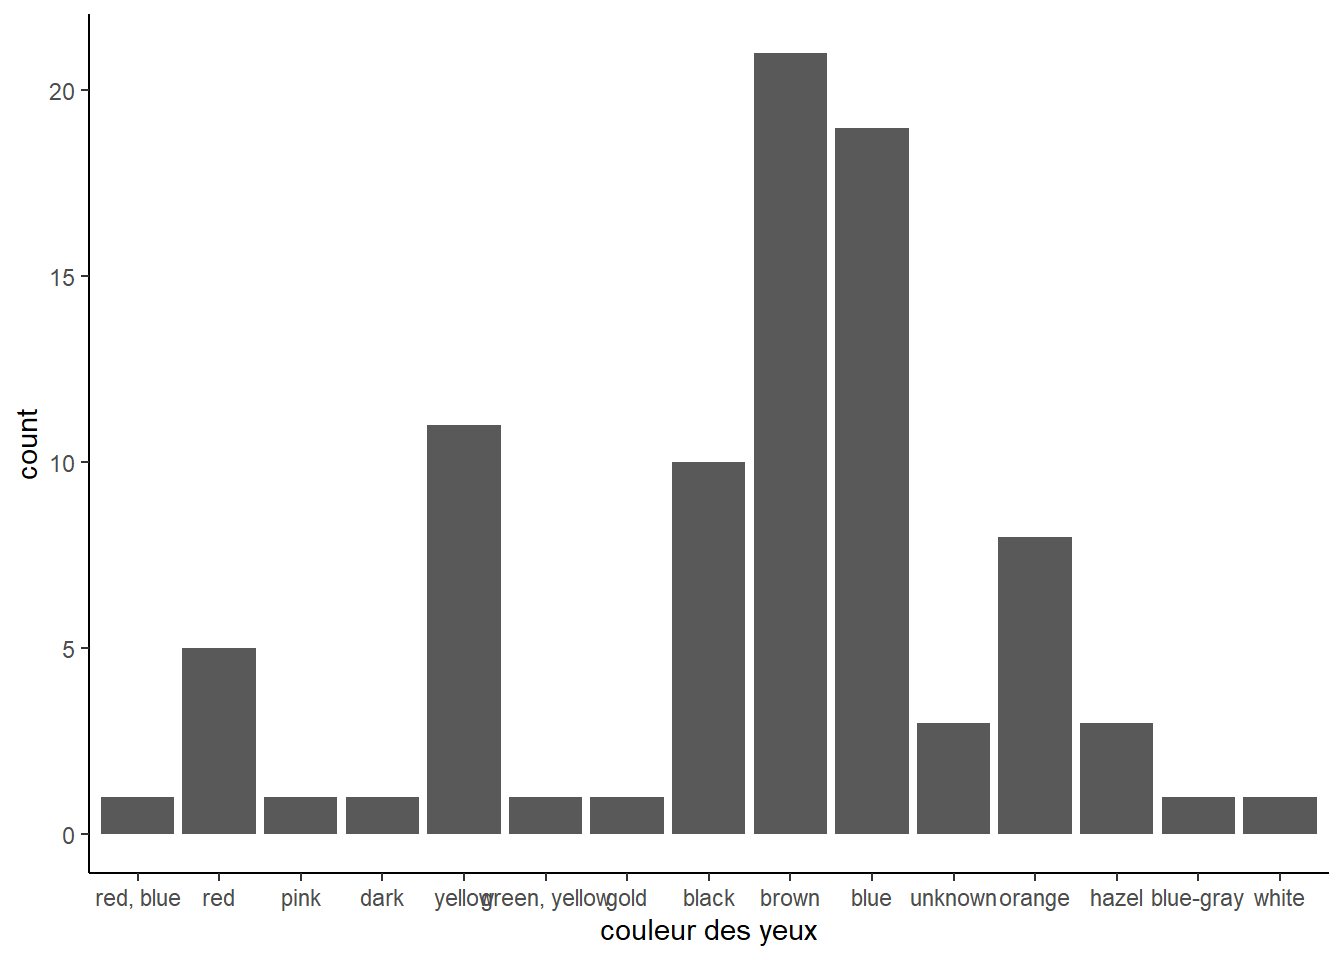 20
15
10
5
0
count
red, blue
red
pink
dark
yellow
green, yellow
gold
black
brown
blue
unknown
orange
hazel
blue-gray
white
couleur des yeux